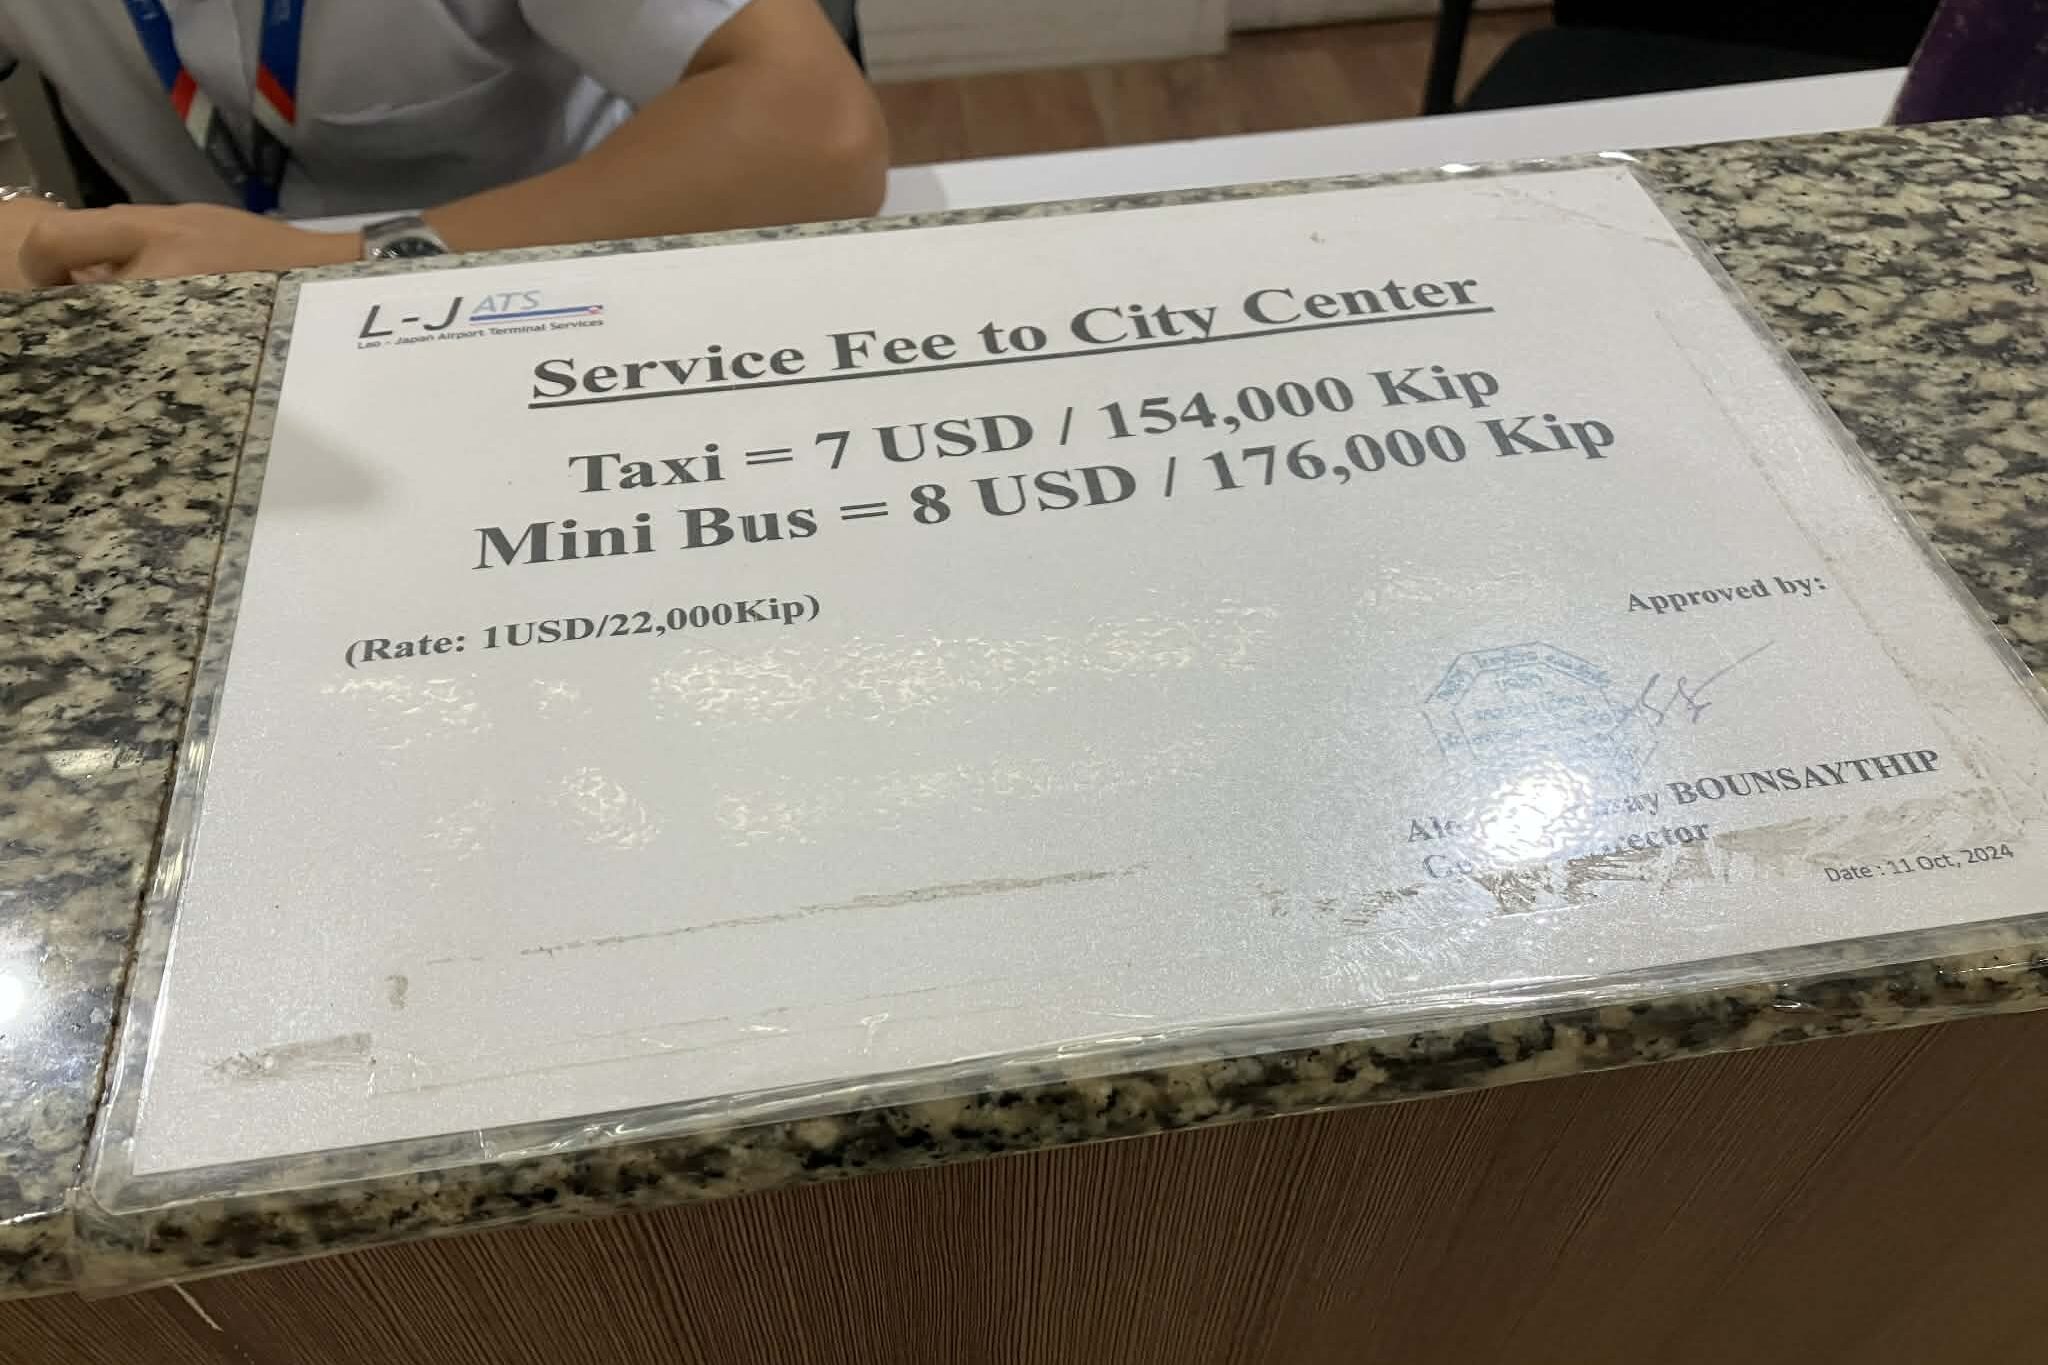 L-J ATS
Lao - Japan Airport Terminal Services
Service Fee to City Center
Taxi = 7 USD / 154,000 Kip
Mini Bus = 8 USD / 176,000 Kip
(Rate: 1USD/22,000Kip)
Approved by:
BOUNSAYTHIP
Date : 11 Oct, 2024